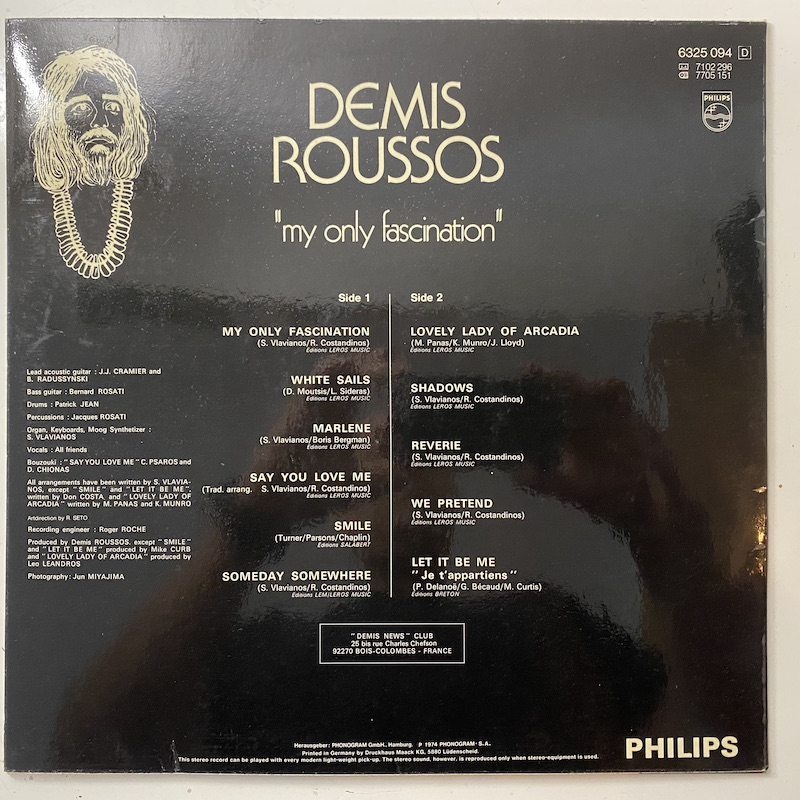 6325 094 D
7102 296
7705 151
PHILIPS
DEMIS
ROUSSOS
"my only fascination"
Side 1
MY ONLY FASCINATION
(S. Vlavianos/R. Costandinos)
Editions LEROS MUSIC
WHITE SAILS
(D. Moutsis/L. Sideras)
Editions LEROS MUSIC
MARLENE
(S. Vlavianos/Boris Bergman)
Editions LEROS MUSIC
SAY YOU LOVE ME
(Trad. arrang. S. Vlavianos/R. Costandinos)
Editions LEROS MUSIC
SMILE
(Turner/Parsons/Chaplin)
Editions SALABERT
SOMEDAY SOMEWHERE
(S. Vlavianos/R. Costandinos)
Editions LEM/LEROS MUSIC
Side 2
LOVELY LADY OF ARCADIA
(M. Panas/K. Munro/J. Lloyd)
Editions LEROS MUSIC
SHADOWS
(S. Vlavianos/R. Costandinos)
Editions LEROS MUSIC
REVERIE
(S. Vlavianos/R. Costandinos)
Editions LEROS MUSIC
WE PRETEND
(S. Vlavianos/R. Costandinos)
Editions LEROS MUSIC
LET IT BE ME
"Je t'appartiens"
(P. Delanoë/G. Bécaud/M. Curtis)
Editions BRETON
Lead acoustic guitar : J.J. CRAMIER and
B. RADUSSYNSKI
Bass guitar : Bernard ROSATI
Drums : Patrick JEAN
Percussions : Jacques ROSATI
Organ, Keyboards, Moog Synthetizer :
S. VLAVIANOS
Vocals : All friends
Bouzouki : "SAY YOU LOVE ME" C. PSAROS and
D. CHIONAS
All arrangements have been written by S. VLAVIA-
NOS, except "SMILE" and "LET IT BE ME",
written by Don COSTA and "LOVELY LADY OF
ARCADIA" written by M. PANAS and K. MUNRO
Artdirection by R. SETO
Recording engineer : Roger ROCHE
Produced by Demis ROUSSOS, except "SMILE"
and "LET IT BE ME" produced by Mike CURB
and "LOVELY LADY OF ARCADIA" produced by
Leo LEANDROS
Photography : Jun MIYAJIMA
"DEMIS NEWS" CLUB
25 bis rue Charles Chefson
92270 BOIS-COLOMBES - FRANCE
Herausgeber: PHONOGRAM GmbH., Hamburg. ℗ 1974 PHONOGRAM - S.A.
Printed in Germany by Druckhaus Maack KG, 5880 Lüdenscheid.
This stereo record can be played with every modern light-weight pick-up. The stereo sound, however, is reproduced only when stereo-equipment is used.
PHILIPS